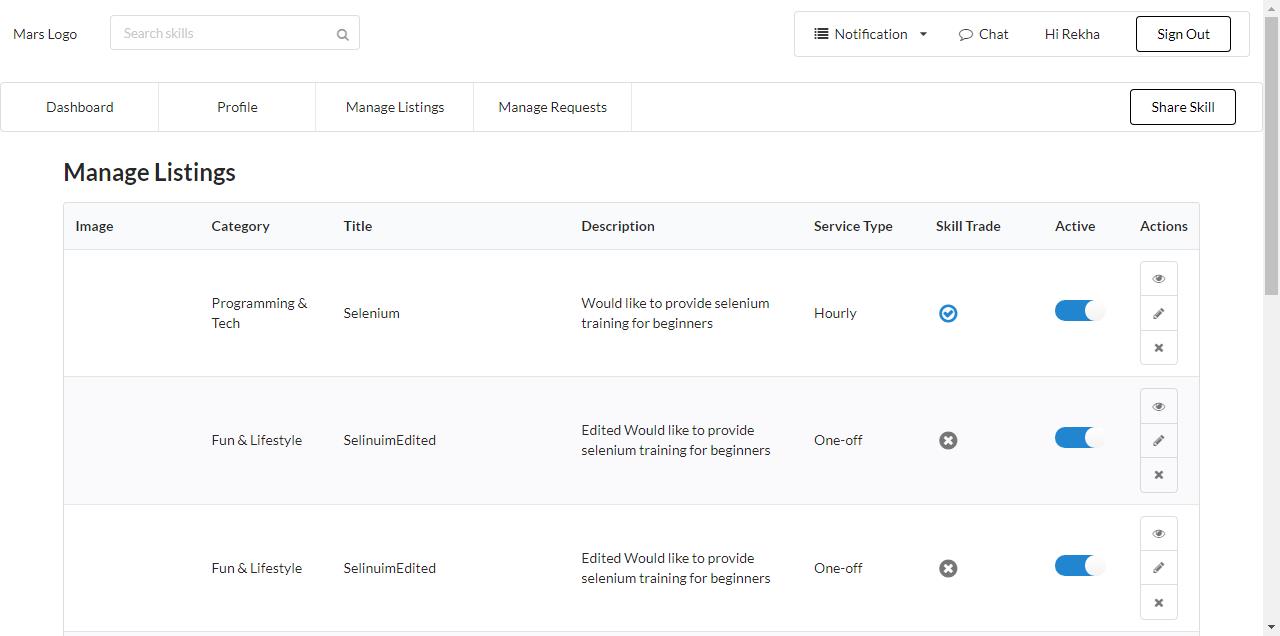 Mars Logo
Search skills
Notification
Chat
Hi Rekha
Sign Out
Dashboard
Profile
Manage Listings
Manage Requests
Share Skill
Manage Listings
Image Category Title Description Service Type Skill Trade Active Actions
Programming &
Tech
Selenium
Would like to provide selenium
training for beginners
Hourly
Fun & Lifestyle
SelinuimEdited
Edited Would like to provide
selenium training for beginners
One-off
Fun & Lifestyle
SelinuimEdited
Edited Would like to provide
selenium training for beginners
One-off